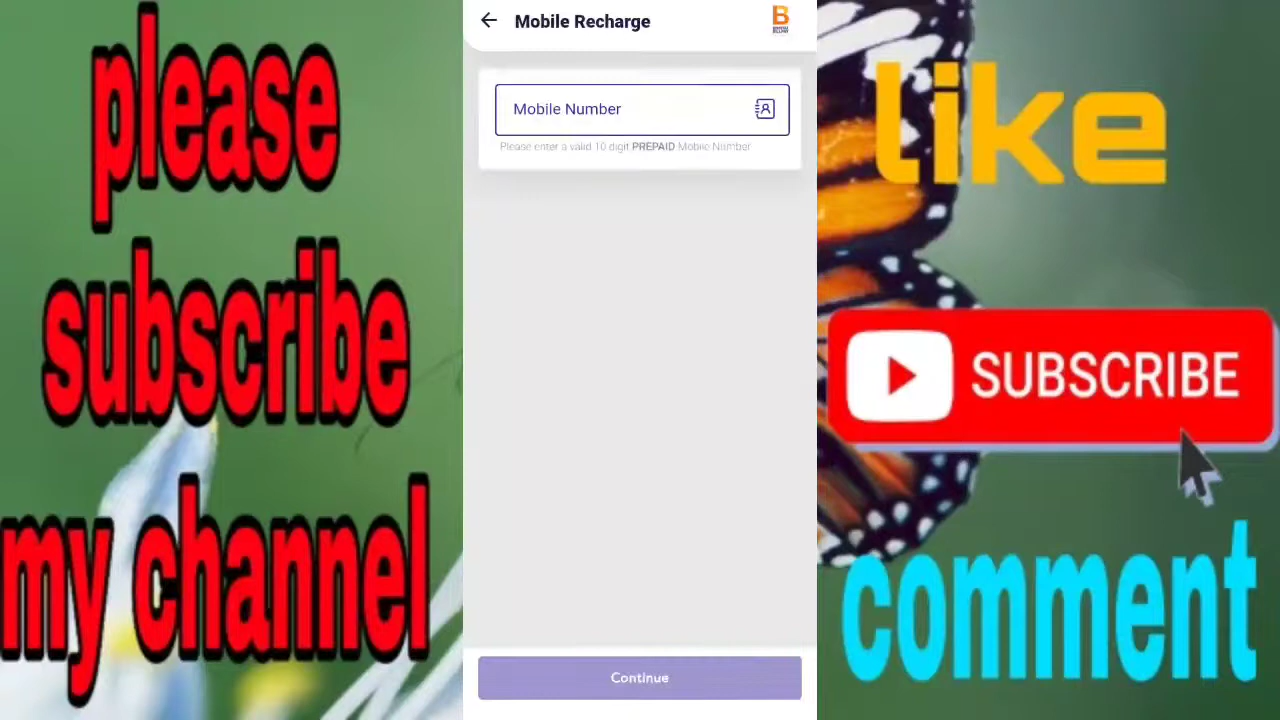 please
subscribe
my channel
Mobile Recharge
B
Mobile Number
Please enter a valid 10 digit PREPAID Mobile Number
Continue
like
SUBSCRIBE
comment